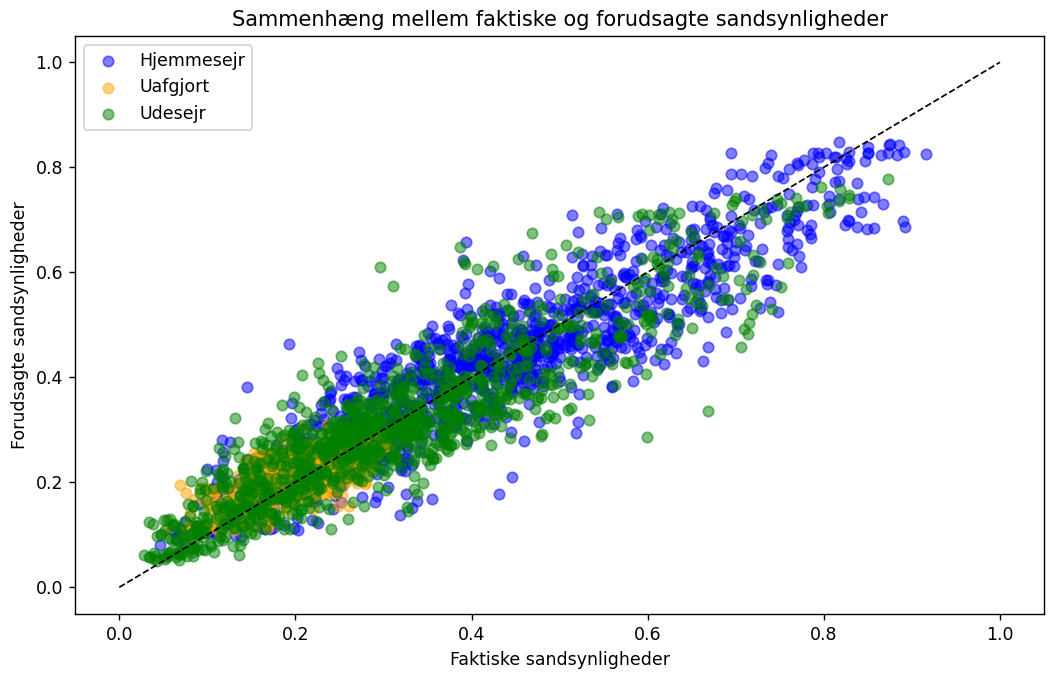 Sammenhæng mellem faktiske og forudsagte sandsynligheder
Hjemmesejr
Uafgjort
Udesejr
Forudsagte sandsynligheder
1.0
0.8
0.6
0.4
0.2
0.0
0.0 0.2 0.4 0.6 0.8 1.0
Faktiske sandsynligheder